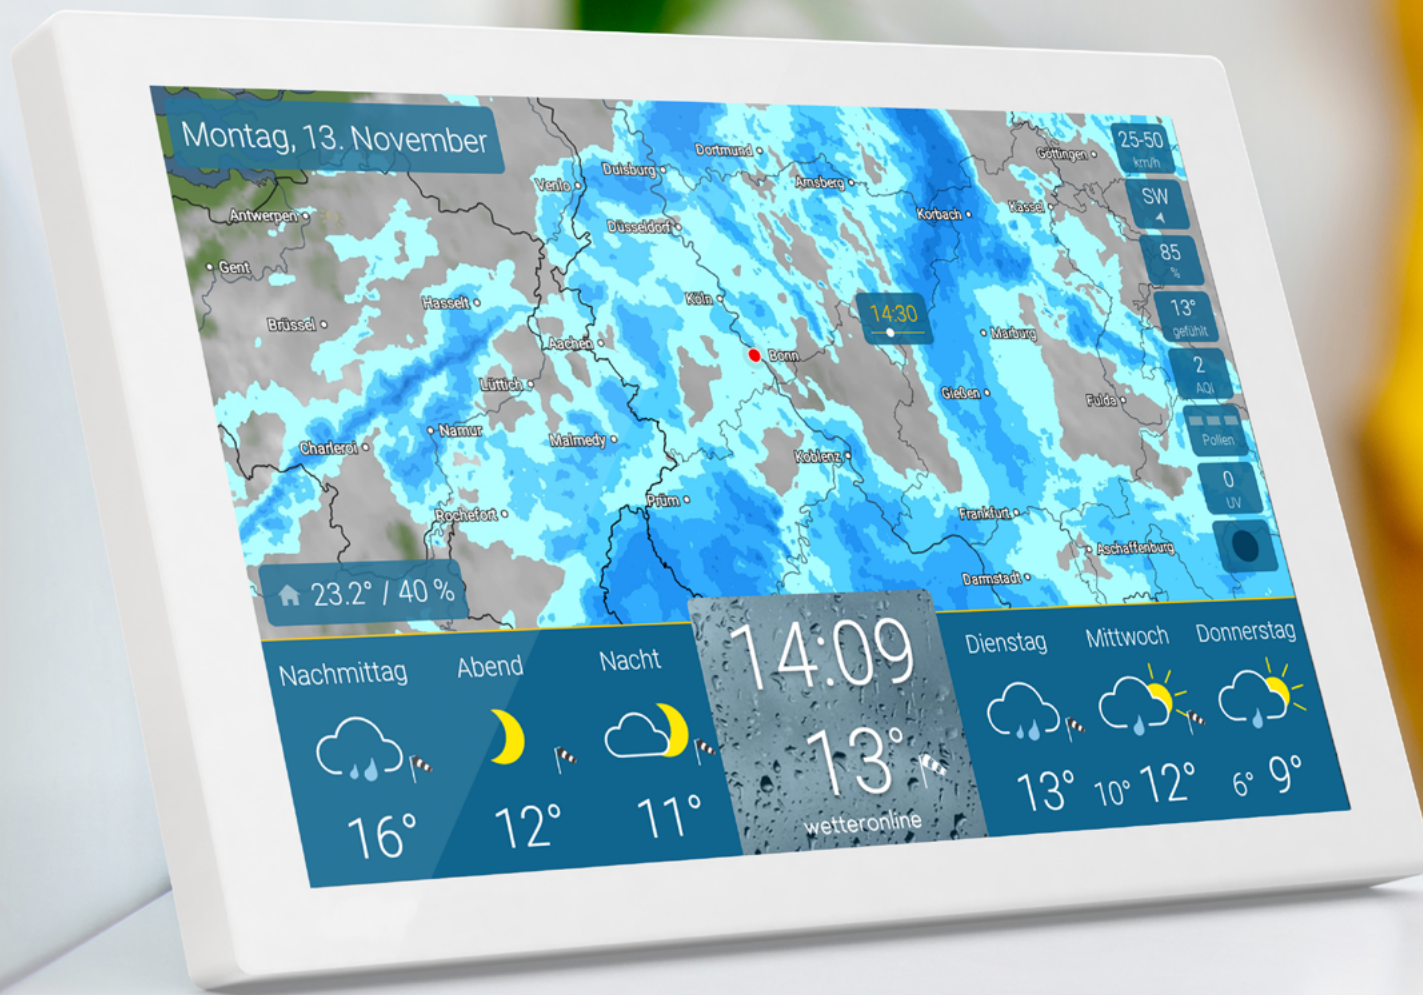 Montag, 13. November
Dortmund
Göttingen
25-50
km/h
Duisburg
Venlo
Arnsberg
SW
Antwerpen
Korbach
Kassel
Düsseldorf
85
%
Gent
Hasselt
Köln
14:30
13°
gefühlt
Brüssel
Aachen
Bonn
Marburg
2
AQI
Lüttich
Gießen
Fulda
Namur
Pollen
Charleroi
Malmedy
Koblenz
0
UV
Prüm
Rochefort
Frankfurt
Aschaffenburg
Darmstadt
23.2° / 40 %
Nachmittag
Abend
Nacht
14:09
Dienstag
Mittwoch
Donnerstag
16°
12°
11°
13°
wetteronline
13°
10° 12°
6° 9°